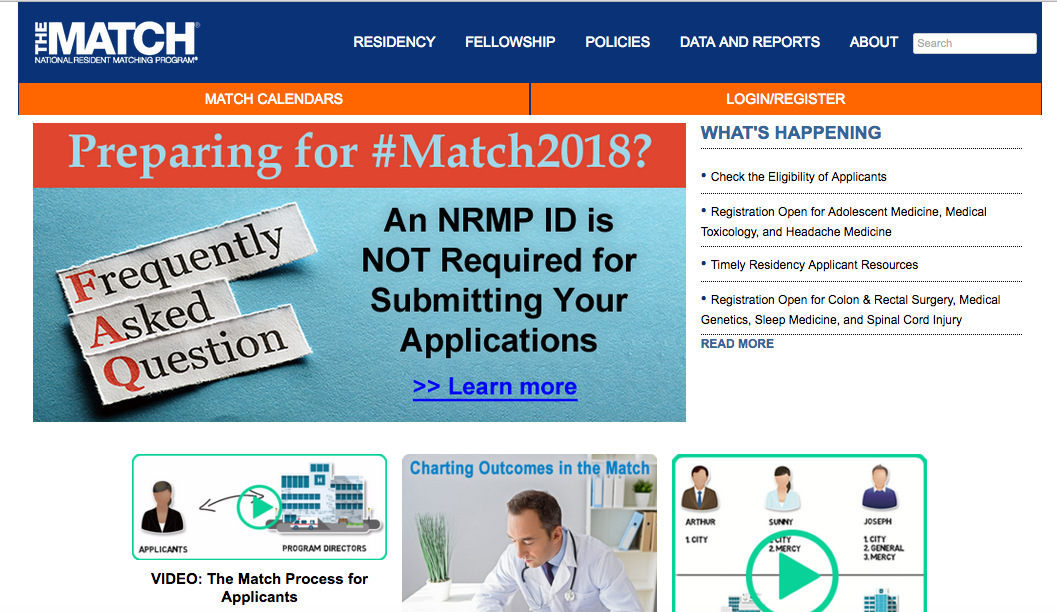 THE MATCH®
NATIONAL RESIDENT MATCHING PROGRAM®
RESIDENCY FELLOWSHIP POLICIES DATA AND REPORTS ABOUT Search
MATCH CALENDARS LOGIN/REGISTER
Preparing for #Match2018?
Frequently
Asked
Question
An NRMP ID is
NOT Required for
Submitting Your
Applications
>> Learn more
WHAT'S HAPPENING
• Check the Eligibility of Applicants
• Registration Open for Adolescent Medicine, Medical
Toxicology, and Headache Medicine
• Timely Residency Applicant Resources
• Registration Open for Colon & Rectal Surgery, Medical
Genetics, Sleep Medicine, and Spinal Cord Injury
READ MORE
H
APPLICANTS
PROGRAM DIRECTORS
VIDEO: The Match Process for
Applicants
Charting Outcomes in the Match
ARTHUR
1. CITY
SUNNY
1. CITY
2. MERCY
JOSEPH
1. CITY
2. GENERAL
3. MERCY